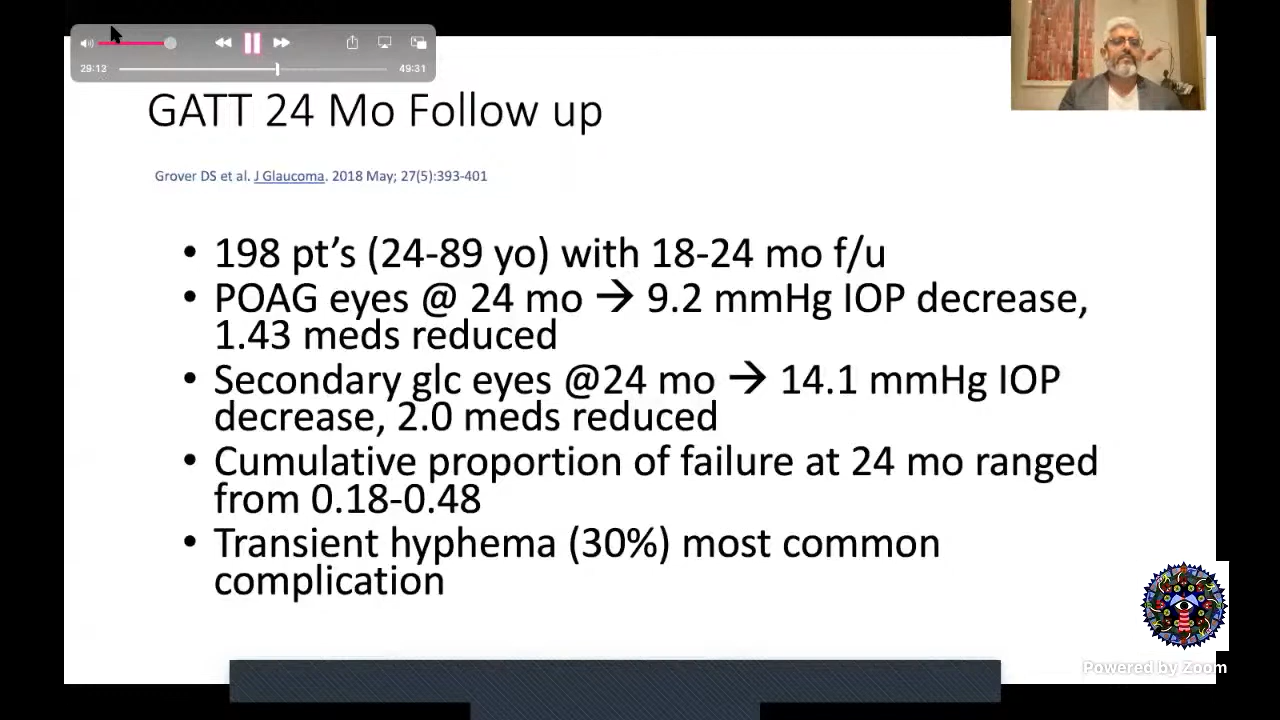 29:13
49:31
GATT 24 Mo Follow up
Grover DS et al. J Glaucoma. 2018 May; 27(5):393-401
• 198 pt’s (24-89 yo) with 18-24 mo f/u
• POAG eyes @ 24 mo → 9.2 mmHg IOP decrease,
1.43 meds reduced
• Secondary glc eyes @24 mo → 14.1 mmHg IOP
decrease, 2.0 meds reduced
• Cumulative proportion of failure at 24 mo ranged
from 0.18-0.48
• Transient hyphema (30%) most common
complication
Powered by Zoom